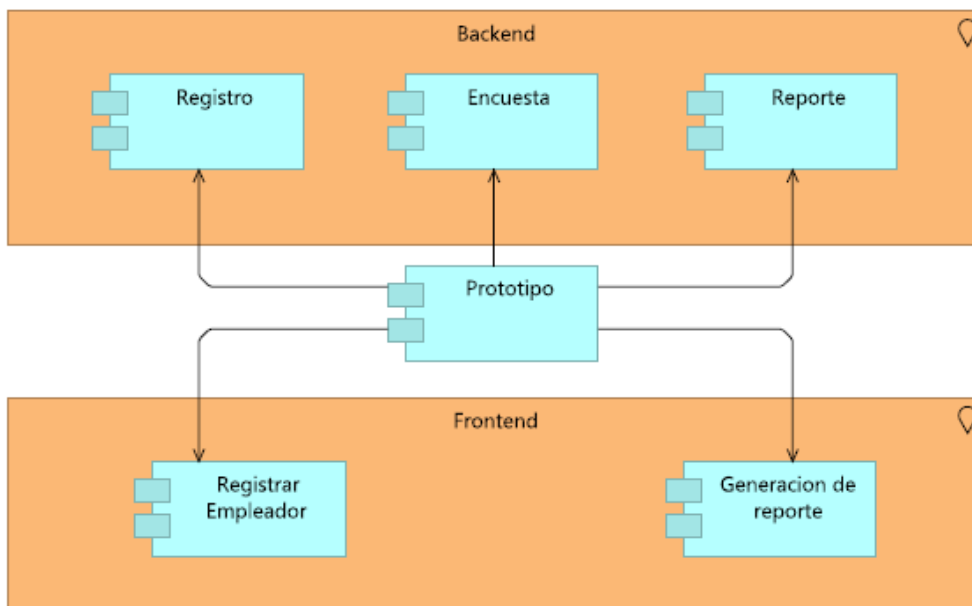 Backend
Registro
Encuesta
Reporte
Prototipo
Frontend
Registrar
Empleador
Generacion de
reporte